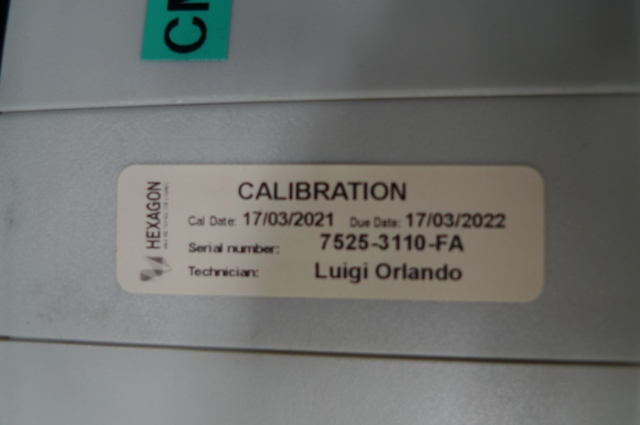 CM
HEXAGON
CALIBRATION
Cal Date: 17/03/2021 Due Date: 17/03/2022
Serial number: 7525-3110-FA
Technician: Luigi Orlando